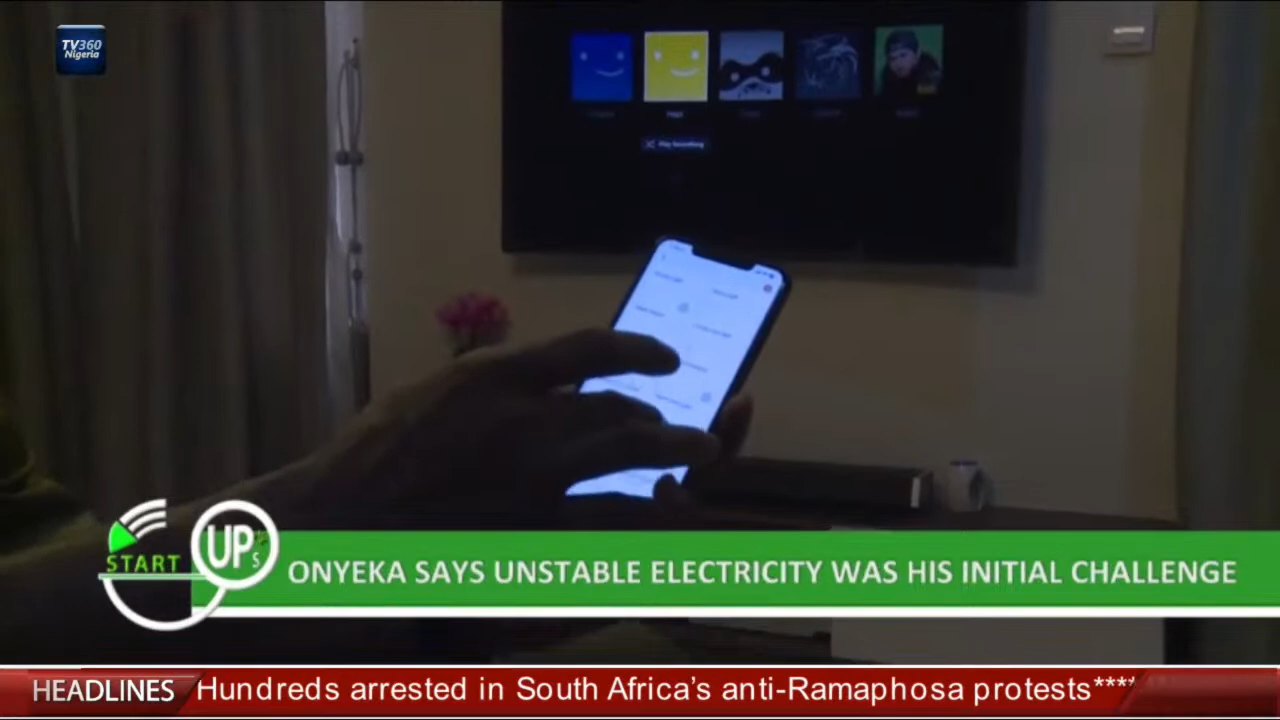 TV360
Nigeria
START
UPs
ONYEKA SAYS UNSTABLE ELECTRICITY WAS HIS INITIAL CHALLENGE
HEADLINES
Hundreds arrested in South Africa’s anti-Ramaphosa protests****